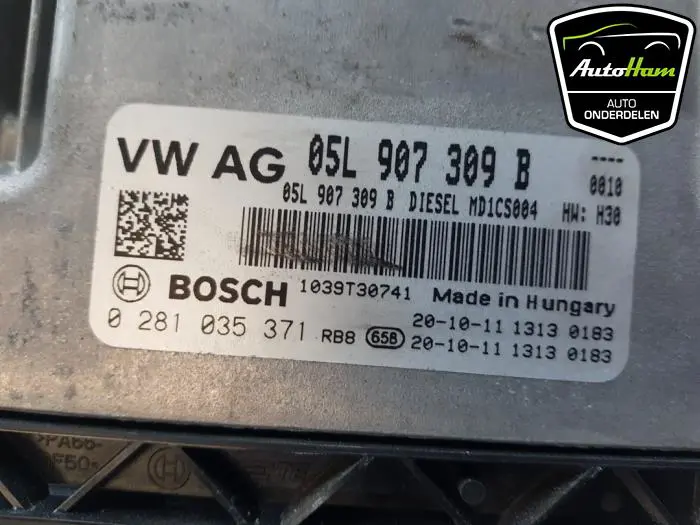 AutoHam
AUTO
ONDERDELEN
VW AG 05L 907 309 B ----
0010
05L 907 309 B DIESEL MD1CS004 HW: H30
BOSCH 1039T30741 Made in Hungary
0 281 035 371 RB8 658 20-10-11 1313 0183
20-10-11 1313 0183
>PA66-